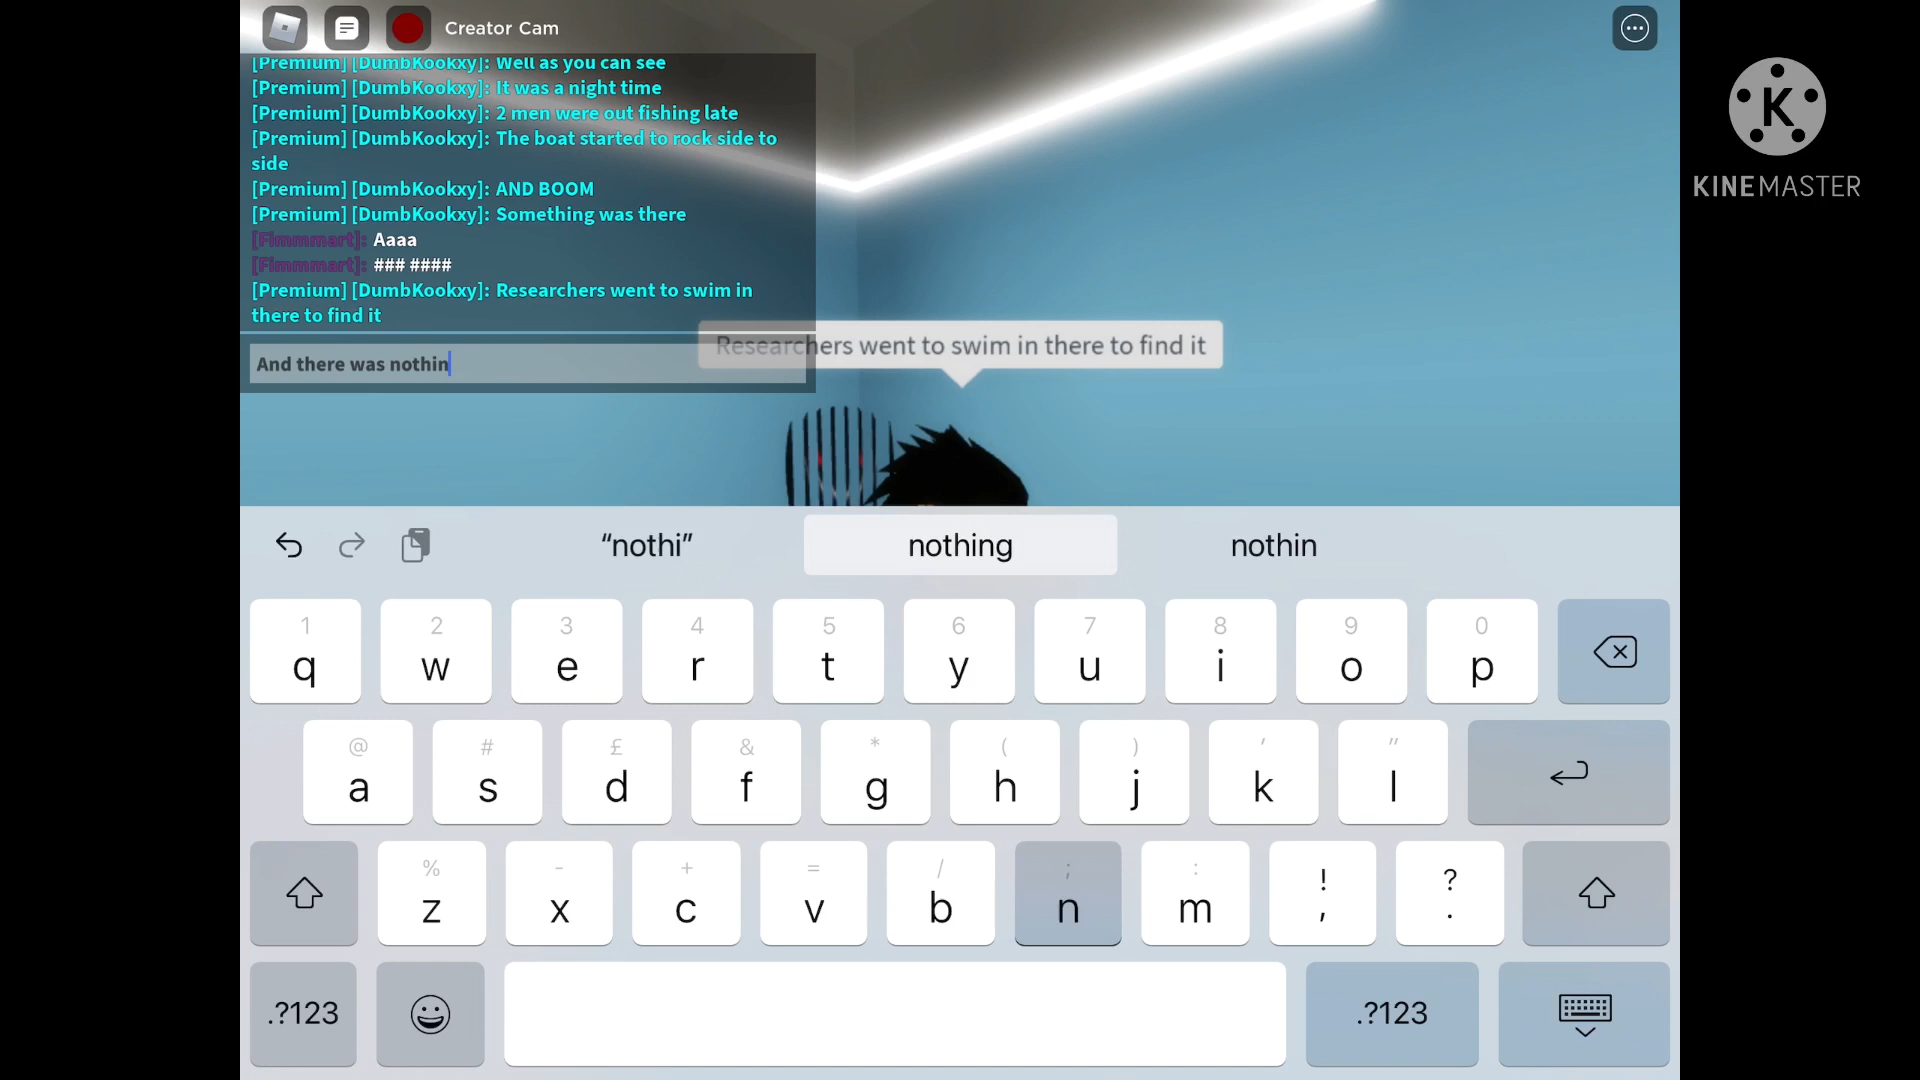 Creator Cam
[Premium] [DumbKookxy]: Well as you can see
[Premium] [DumbKookxy]: It was a night time
[Premium] [DumbKookxy]: 2 men were out fishing late
[Premium] [DumbKookxy]: The boat started to rock side to
side
[Premium] [DumbKookxy]: AND BOOM
[Premium] [DumbKookxy]: Something was there
[Fimmmart]: Aaaa
[Fimmmart]: ### ####
[Premium] [DumbKookxy]: Researchers went to swim in
there to find it
And there was nothin
Researchers went to swim in there to find it
K
KINEMASTER
“nothi” nothing nothin
1 2 3 4 5 6 7 8 9 0
q w e r t y u i o p
@ # £ & * ( ) ' "
a s d f g h j k l
% - + = / ; : ! ?
z x c v b n m , .
.?123 .?123